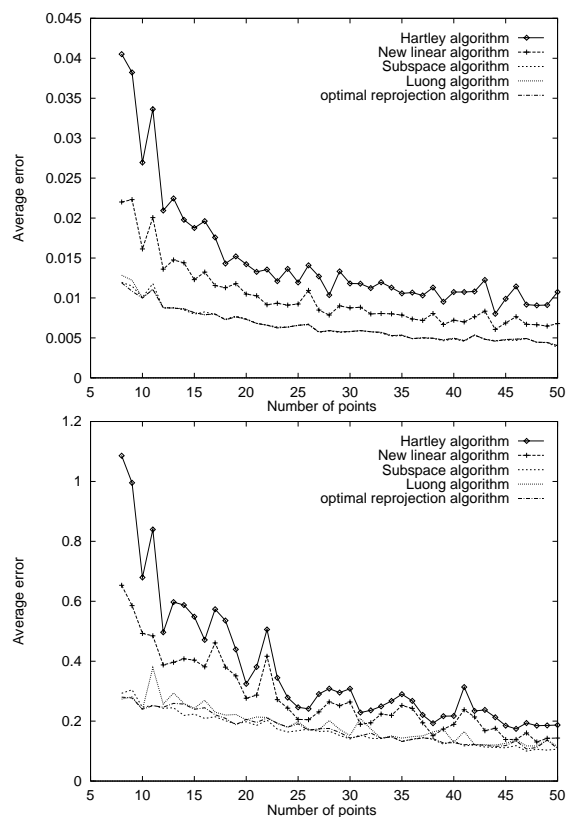 0.045
0.04
0.035
0.03
0.025
0.02
0.015
0.01
0.005
0
Average error
Hartley algorithm
New linear algorithm
Subspace algorithm
Luong algorithm
optimal reprojection algorithm
5 10 15 20 25 30 35 40 45 50
Number of points
1.2
1
0.8
0.6
0.4
0.2
0
Average error
Hartley algorithm
New linear algorithm
Subspace algorithm
Luong algorithm
optimal reprojection algorithm
5 10 15 20 25 30 35 40 45 50
Number of points